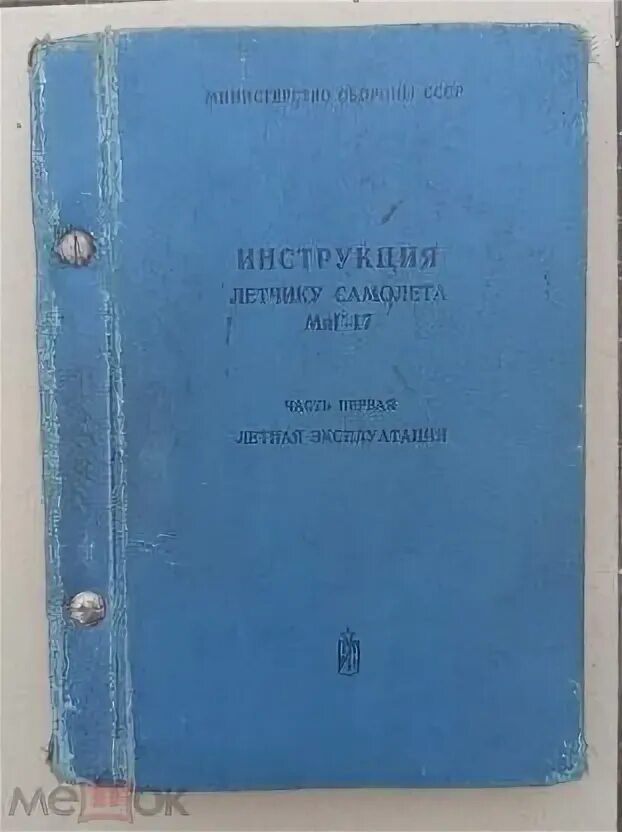 МИНИСТЕРСТВО ОБОРОНЫ СССР
ИНСТРУКЦИЯ
ЛЕТЧИКУ САМОЛЕТА
МиГ-17
ЧАСТЬ ПЕРВАЯ
ЛЕТНАЯ ЭКСПЛУАТАЦИЯ
мешок